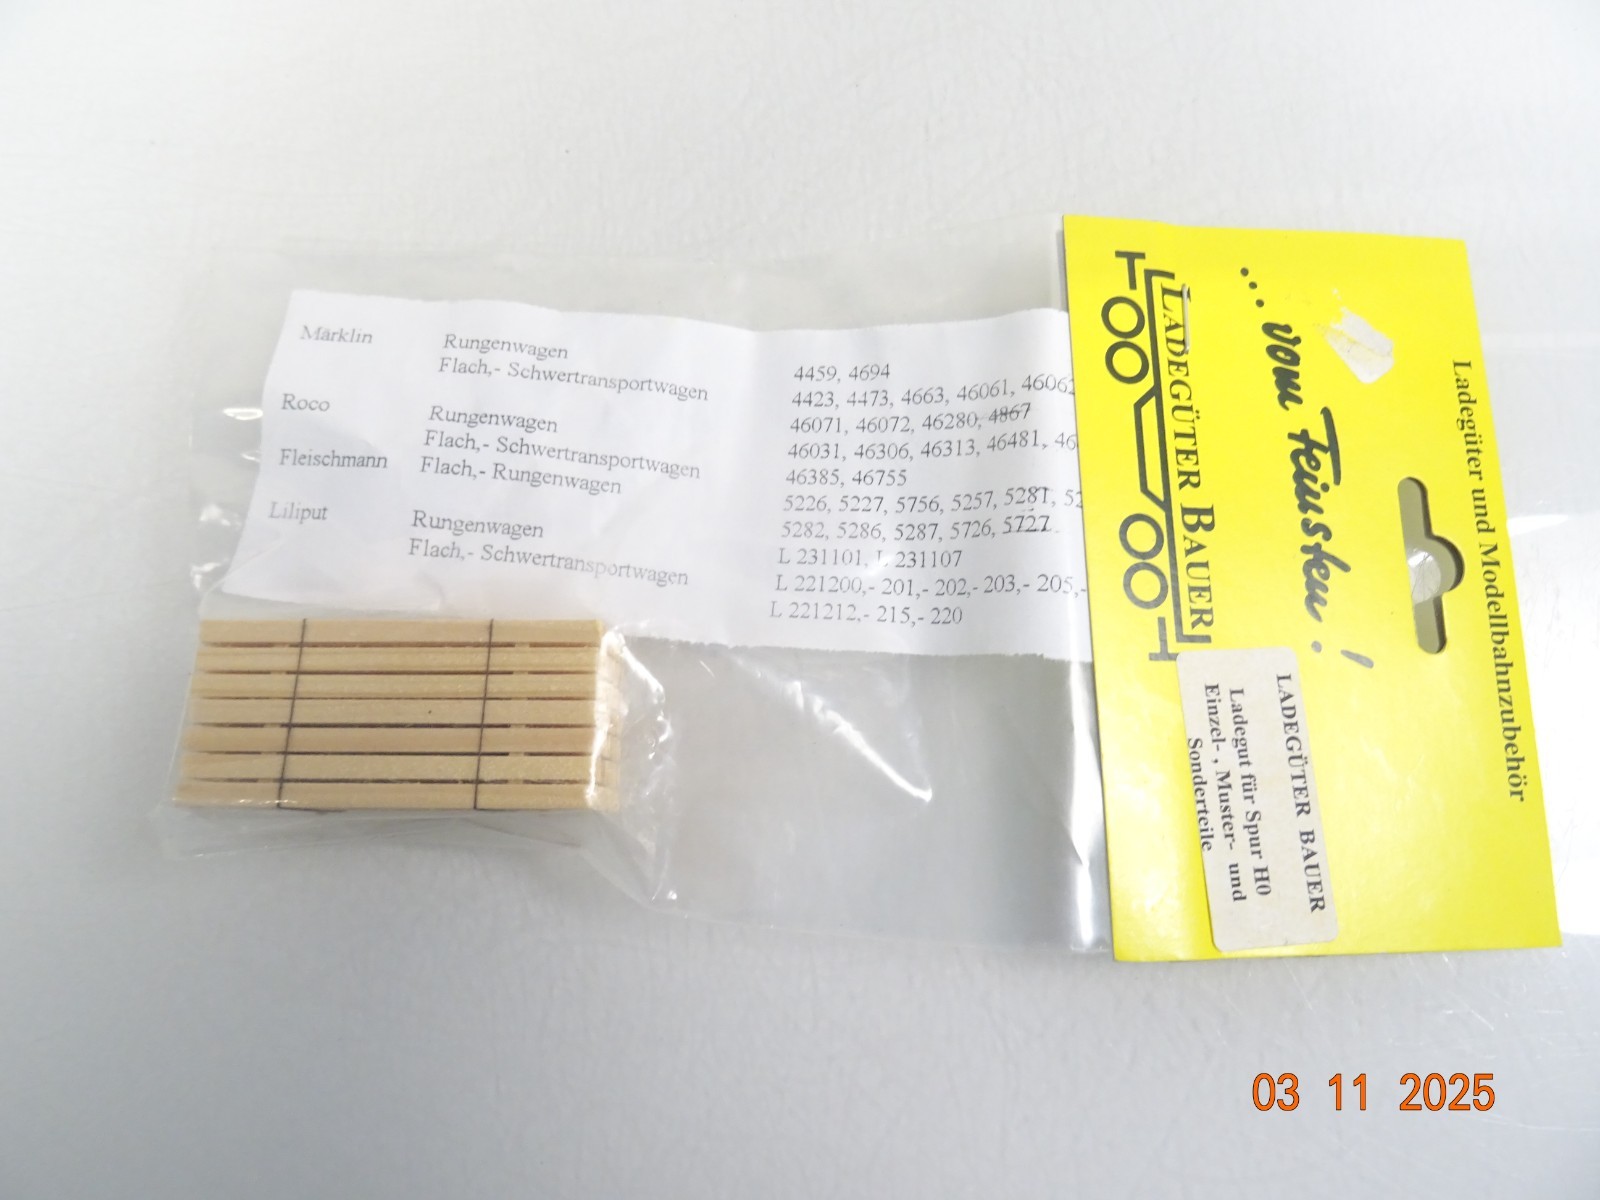 Märklin Rungenwagen 4459, 4694
Flach,- Schwertransportwagen 4423, 4473, 4663, 46061, 46062
Roco Rungenwagen 46071, 46072, 46280, 4867
Flach,- Schwertransportwagen 46031, 46306, 46313, 46481, 46
46385, 46755
Fleischmann Flach,- Rungenwagen 5226, 5227, 5756, 5257, 5281, 52
5282, 5286, 5287, 5726, 5727
Liliput Rungenwagen L 231101, L 231107
Flach,- Schwertransportwagen L 221200,- 201,- 202,- 203,- 205,-
L 221212,- 215,- 220
Ladegüter und Modellbahnzubehör
... vom Feinsten!
LADEGÜTER BAUER
LADEGÜTER BAUER
Ladegut für Spur H0
Einzel- , Muster- und
Sonderteile
03 11 2025